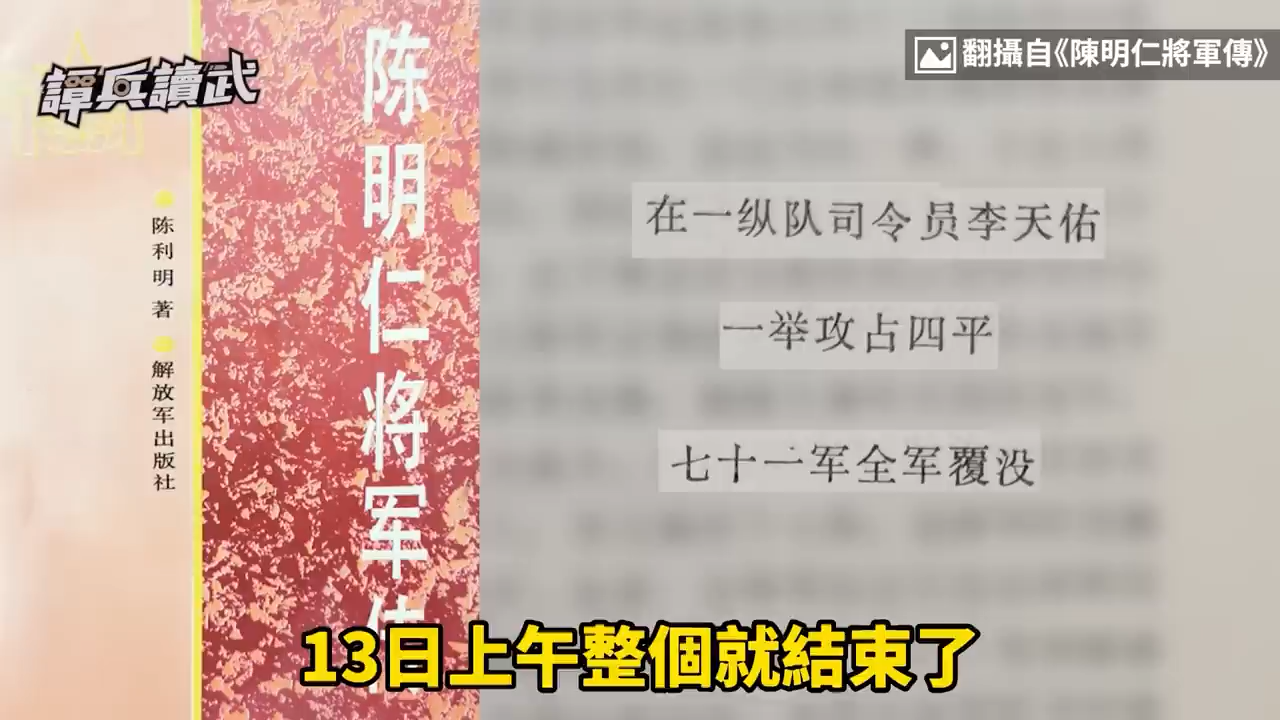 譚兵讀武
翻攝自《陳明仁將軍傳》
陈明仁将军传
陈利明 著
解放军出版社
在一纵队司令员李天佑
一举攻占四平
七十一军全军覆没
13日上午整個就結束了